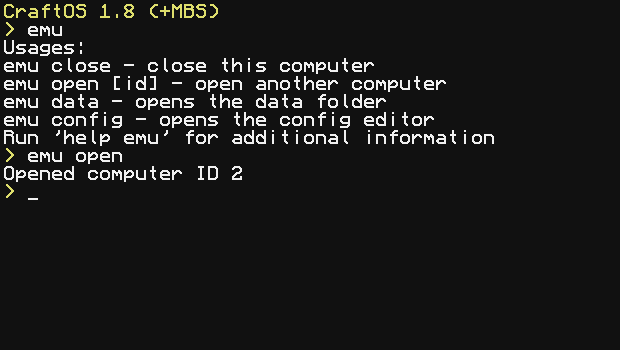 CraftOS 1.8 (+MBS)
> emu
Usages:
emu close - close this computer
emu open [id] - open another computer
emu data - opens the data folder
emu config - opens the config editor
Run 'help emu' for additional information
> emu open
Opened computer ID 2
> _